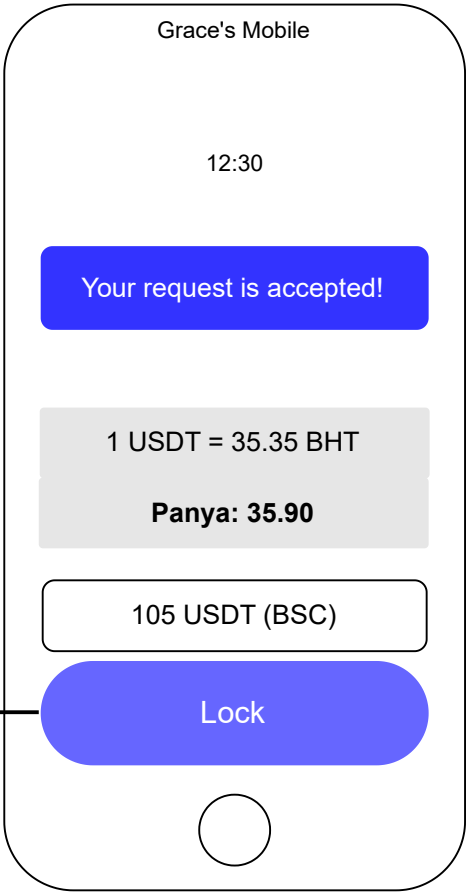 Grace's Mobile
12:30
Your request is accepted!
1 USDT = 35.35 BHT
Panya: 35.90
105 USDT (BSC)
Lock